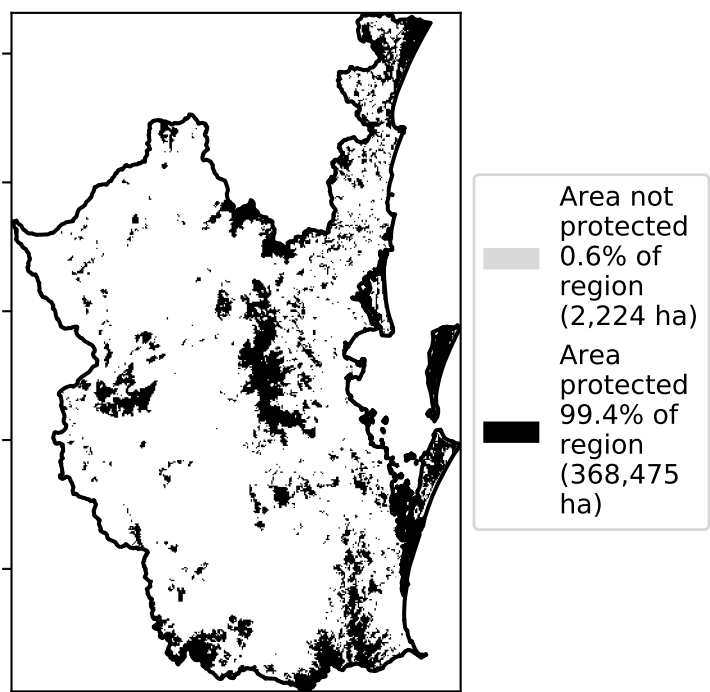 Area not
protected
0.6% of
region
(2,224 ha)
Area
protected
99.4% of
region
(368,475
ha)